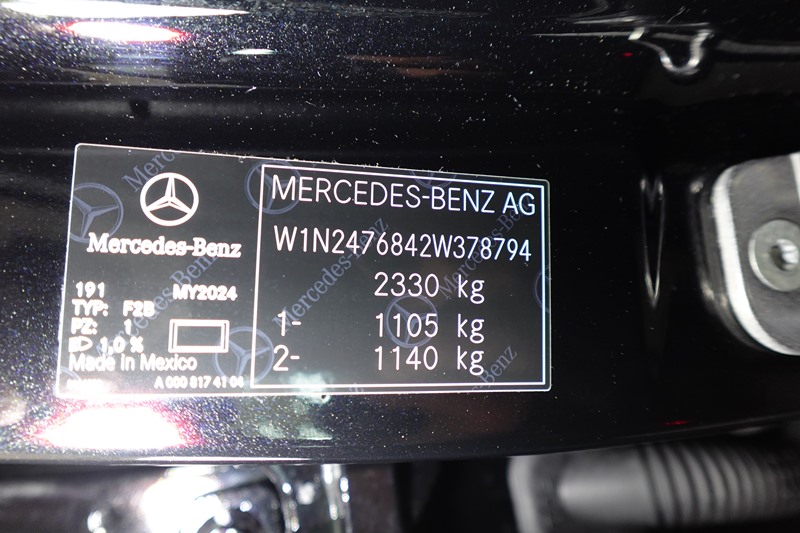 Mercedes-Benz
191 MY2024
TYP: F2B
PZ: 1
1,0 %
Made in Mexico
A 000 817 41 04
MERCEDES-BENZ AG
W1N2476842W378794
2330 kg
1- 1105 kg
2- 1140 kg